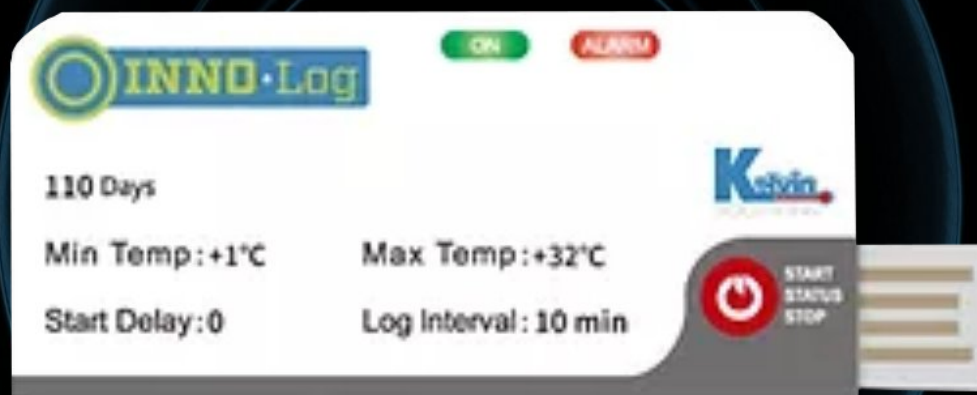 INNO·Log
ON
ALARM
Kelvin
110 Days
Min Temp:+1°C
Max Temp:+32°C
Start Delay:0
Log Interval:10 min
START
STATUS
STOP